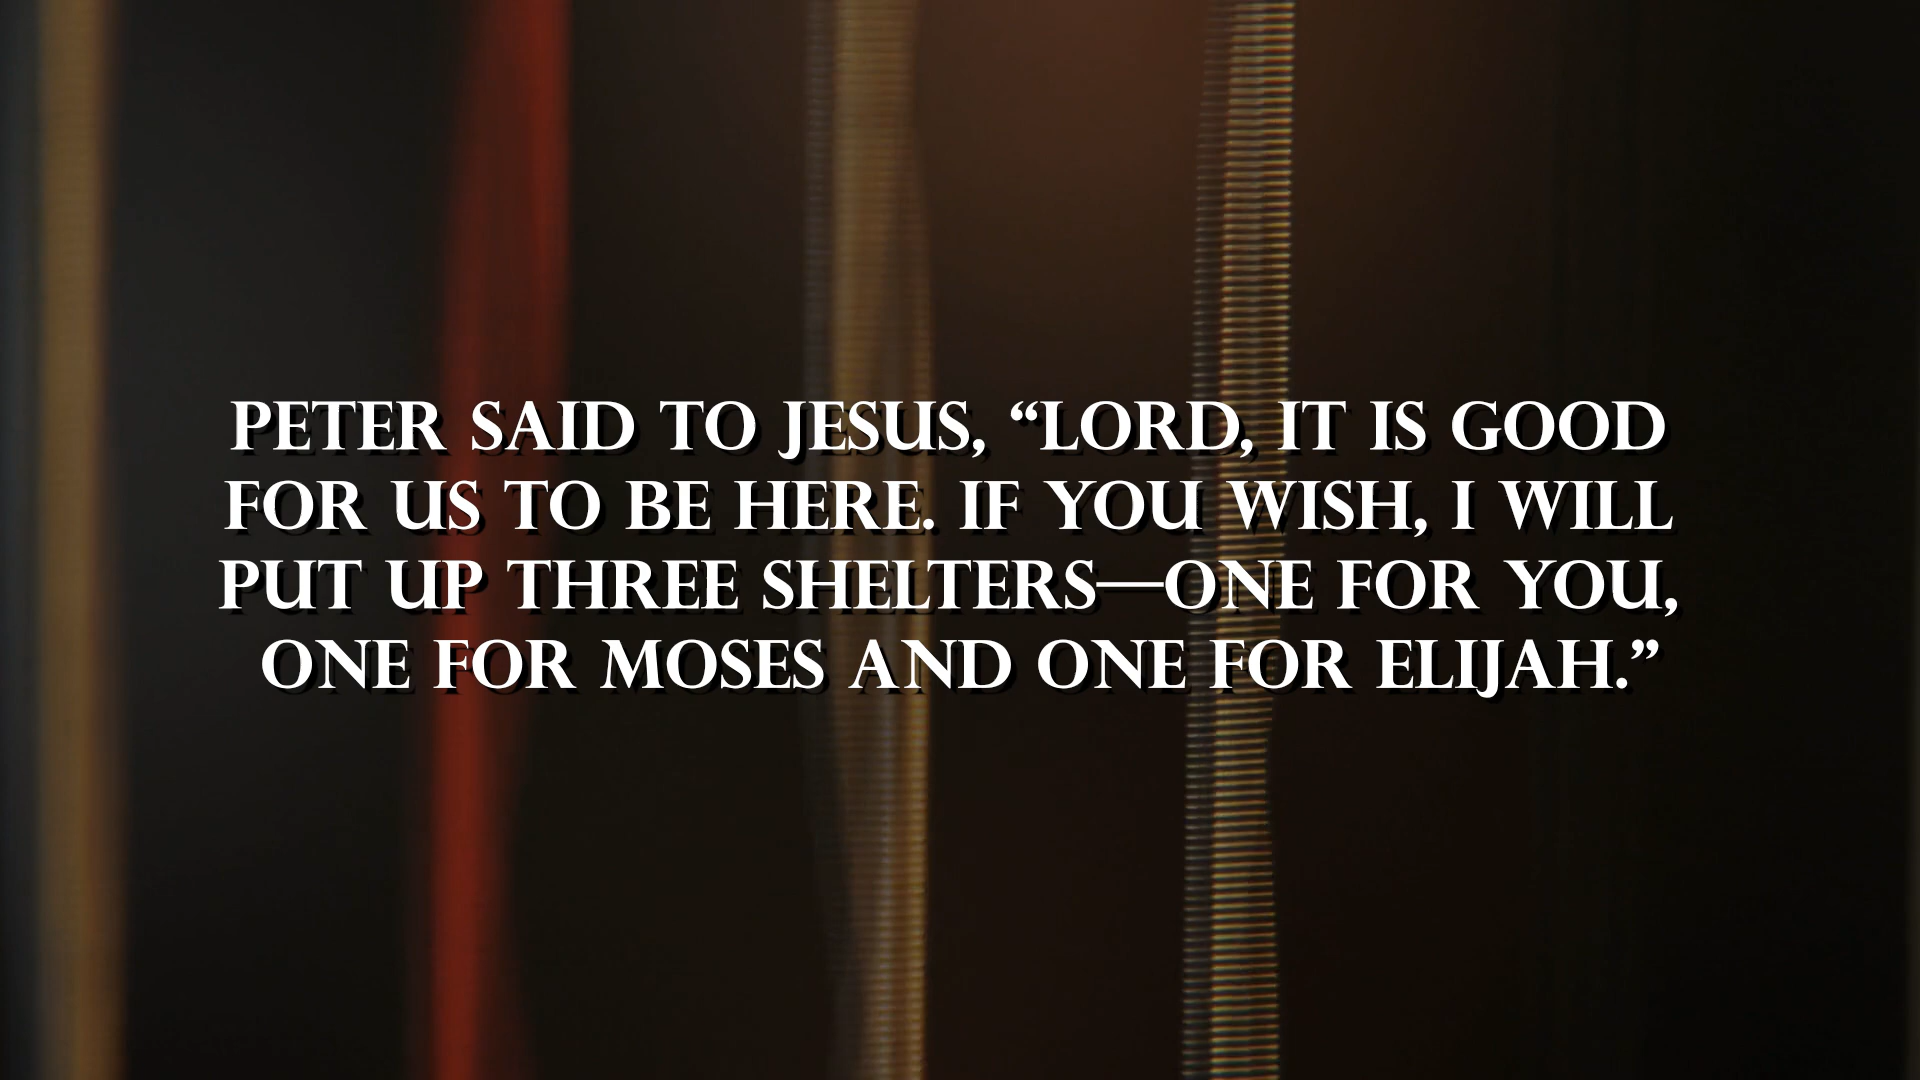 PETER SAID TO JESUS, “LORD, IT IS GOOD
FOR US TO BE HERE. IF YOU WISH, I WILL
PUT UP THREE SHELTERS—ONE FOR YOU,
ONE FOR MOSES AND ONE FOR ELIJAH.”